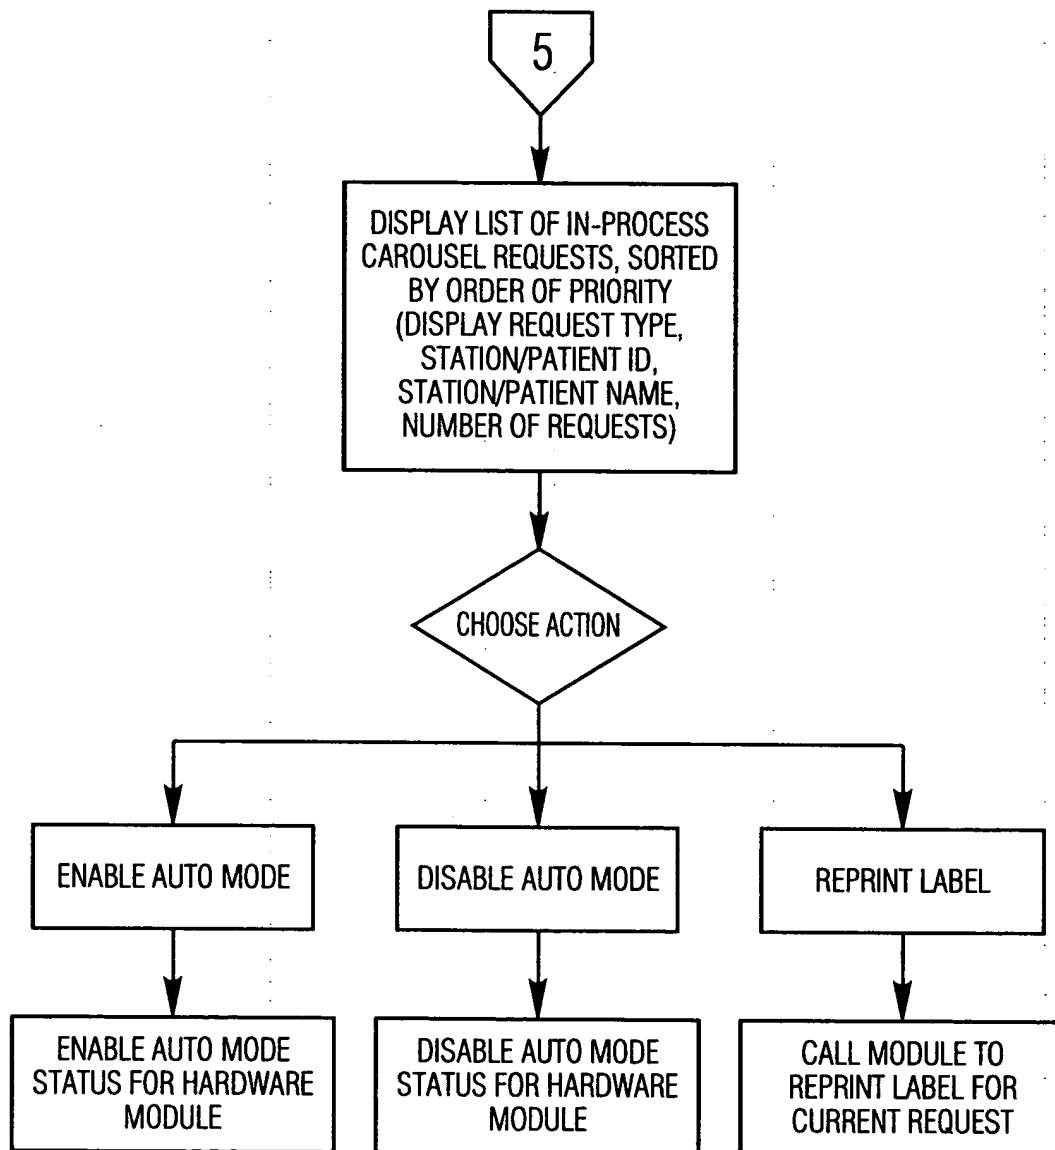 5
DISPLAY LIST OF IN-PROCESS
CAROUSEL REQUESTS, SORTED
BY ORDER OF PRIORITY
(DISPLAY REQUEST TYPE,
STATION/PATIENT ID,
STATION/PATIENT NAME,
NUMBER OF REQUESTS)
CHOOSE ACTION
ENABLE AUTO MODE
DISABLE AUTO MODE
REPRINT LABEL
ENABLE AUTO MODE
STATUS FOR HARDWARE
MODULE
DISABLE AUTO MODE
STATUS FOR HARDWARE
MODULE
CALL MODULE TO
REPRINT LABEL FOR
CURRENT REQUEST